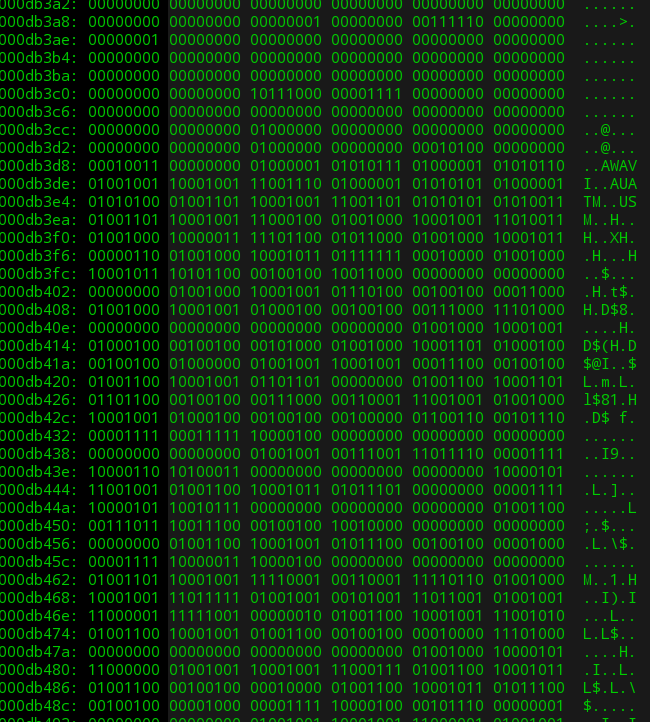 000db3a2: 00000000 00000000 00000000 00000000 00000000 00000000 ......
000db3a8: 00000000 00000000 00000001 00000000 00111110 00000000 ....>.
000db3ae: 00000001 00000000 00000000 00000000 00000000 00000000 ......
000db3b4: 00000000 00000000 00000000 00000000 00000000 00000000 ......
000db3ba: 00000000 00000000 00000000 00000000 00000000 00000000 ......
000db3c0: 00000000 00000000 10111000 00001111 00000000 00000000 ......
000db3c6: 00000000 00000000 00000000 00000000 00000000 00000000 ......
000db3cc: 00000000 00000000 01000000 00000000 00000000 00000000 ..@...
000db3d2: 00000000 00000000 01000000 00000000 00010100 00000000 ..@...
000db3d8: 00010011 00000000 01000001 01010111 01000001 01010110 ..AWAV
000db3de: 01001001 10001001 11001110 01000001 01010101 01000001 I..AUA
000db3e4: 01010100 01001101 10001001 11001101 01010101 01010011 TM..US
000db3ea: 01001101 10001001 11000100 01001000 10001001 11010011 M..H..
000db3f0: 01001000 10000011 11101100 01011000 01001000 10001011 H..XH.
000db3f6: 00000110 01001000 10001011 01111111 00010000 01001000 .H...H
000db3fc: 10001011 10101100 00100100 10011000 00000000 00000000 ..$...
000db402: 00000000 01001000 10001001 01110100 00100100 00011000 .H.t$.
000db408: 01001000 10001001 01000100 00100100 00111000 11101000 H.D$8.
000db40e: 00000000 00000000 00000000 00000000 01001000 10001001 ....H.
000db414: 01000100 00100100 00101000 01001000 10001101 01000100 D$(H.D
000db41a: 00100100 01000000 01001001 10001001 00011100 00100100 $@I..$
000db420: 01001100 10001001 01101101 00000000 01001100 10001101 L.m.L.
000db426: 01101100 00100100 00111000 00110001 11001001 01001000 l$81.H
000db42c: 10001001 01000100 00100100 00100000 01100110 00101110 .D$ f.
000db432: 00001111 00011111 10000100 00000000 00000000 00000000 ......
000db438: 00000000 00000000 01001001 00111001 11011110 00001111 ..I9..
000db43e: 10000110 10100011 00000000 00000000 00000000 10000101 ......
000db444: 11001001 01001100 10001011 01011101 00000000 00001111 .L.]..
000db44a: 10000101 10010111 00000000 00000000 00000000 01001100 .....L
000db450: 00111011 10011100 00100100 10010000 00000000 00000000 ;.$...
000db456: 00000000 01001100 10001001 01011100 00100100 00001000 .L.\$.
000db45c: 00001111 10000011 10000100 00000000 00000000 00000000 ......
000db462: 01001101 10001001 11110001 00110001 11110110 01001000 M..1.H
000db468: 10001001 11011111 01001001 00101001 11011001 01001001 ..I).I
000db46e: 11000001 11111001 00000010 01001100 10001001 11001010 ...L..
000db474: 01001100 10001001 01001100 00100100 00010000 11101000 L.L$..
000db47a: 00000000 00000000 00000000 00000000 01001000 10000101 ....H.
000db480: 11000000 01001001 10001001 11000111 01001100 10001011 .I..L.
000db486: 01001100 00100100 00010000 01001100 10001011 01011100 L$.L.\
000db48c: 00100100 00001000 00001111 10000100 00101110 00000001 $.....